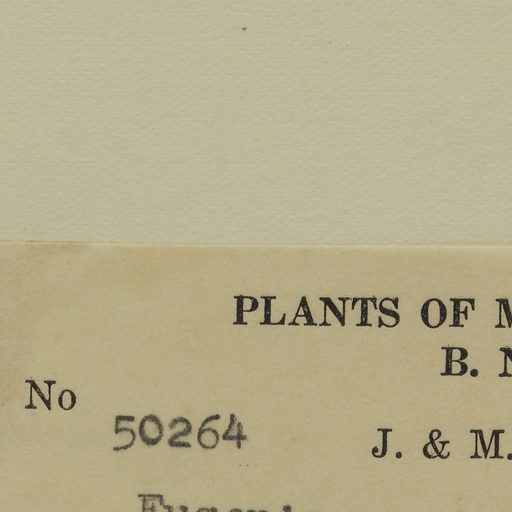 PLANTS OF M
B. N
No
50264
J. & M.